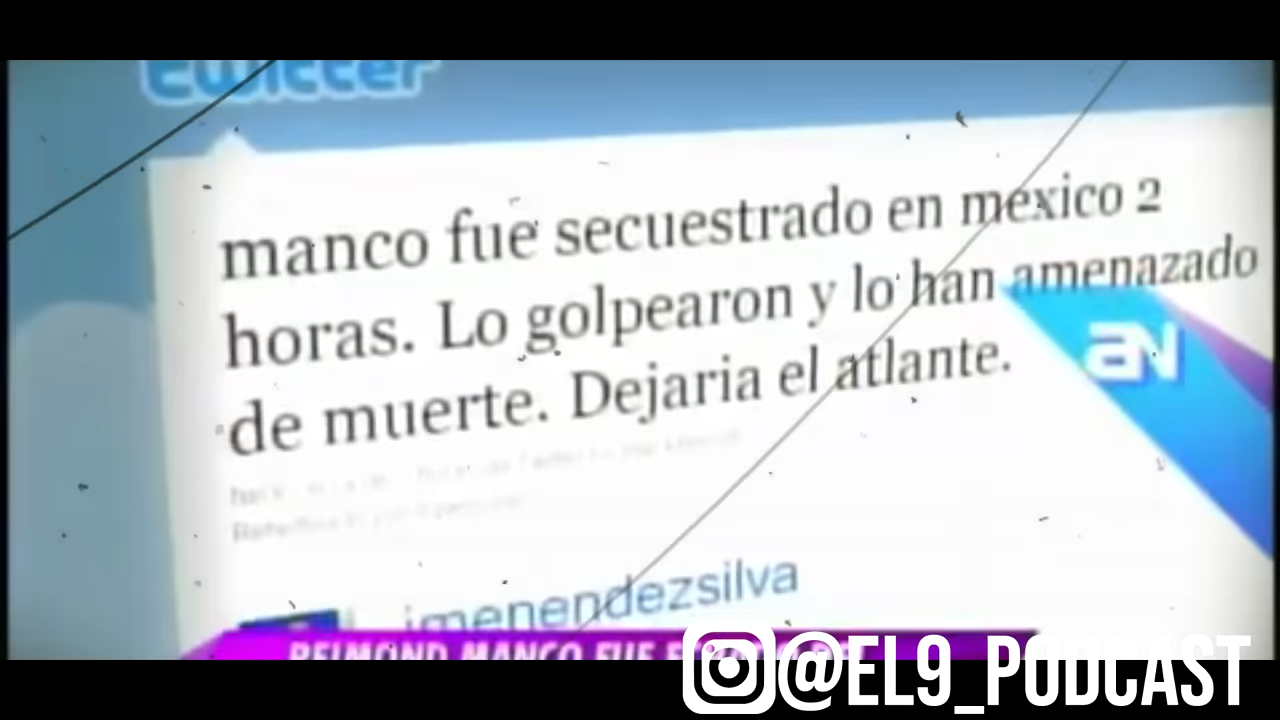 twitter
manco fue secuestrado en mexico 2
horas. Lo golpearon y lo han amenazado
de muerte. Dejaria el atlante.
jmenendezsilva
aN
REIMOND MANCO FUE
@EL9_PODCAST